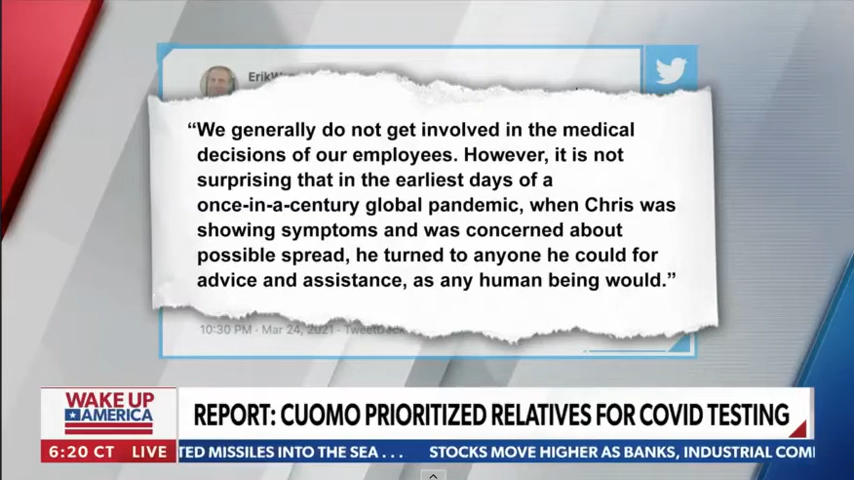 “We generally do not get involved in the medical
decisions of our employees. However, it is not
surprising that in the earliest days of a
once-in-a-century global pandemic, when Chris was
showing symptoms and was concerned about
possible spread, he turned to anyone he could for
advice and assistance, as any human being would.”
10:30 PM · Mar 24, 2021 · TweetDeck
WAKE UP
AMERICA
REPORT: CUOMO PRIORITIZED RELATIVES FOR COVID TESTING
6:20 CT LIVE
MISSILES INTO THE SEA . . . STOCKS MOVE HIGHER AS BANKS, INDUSTRIAL